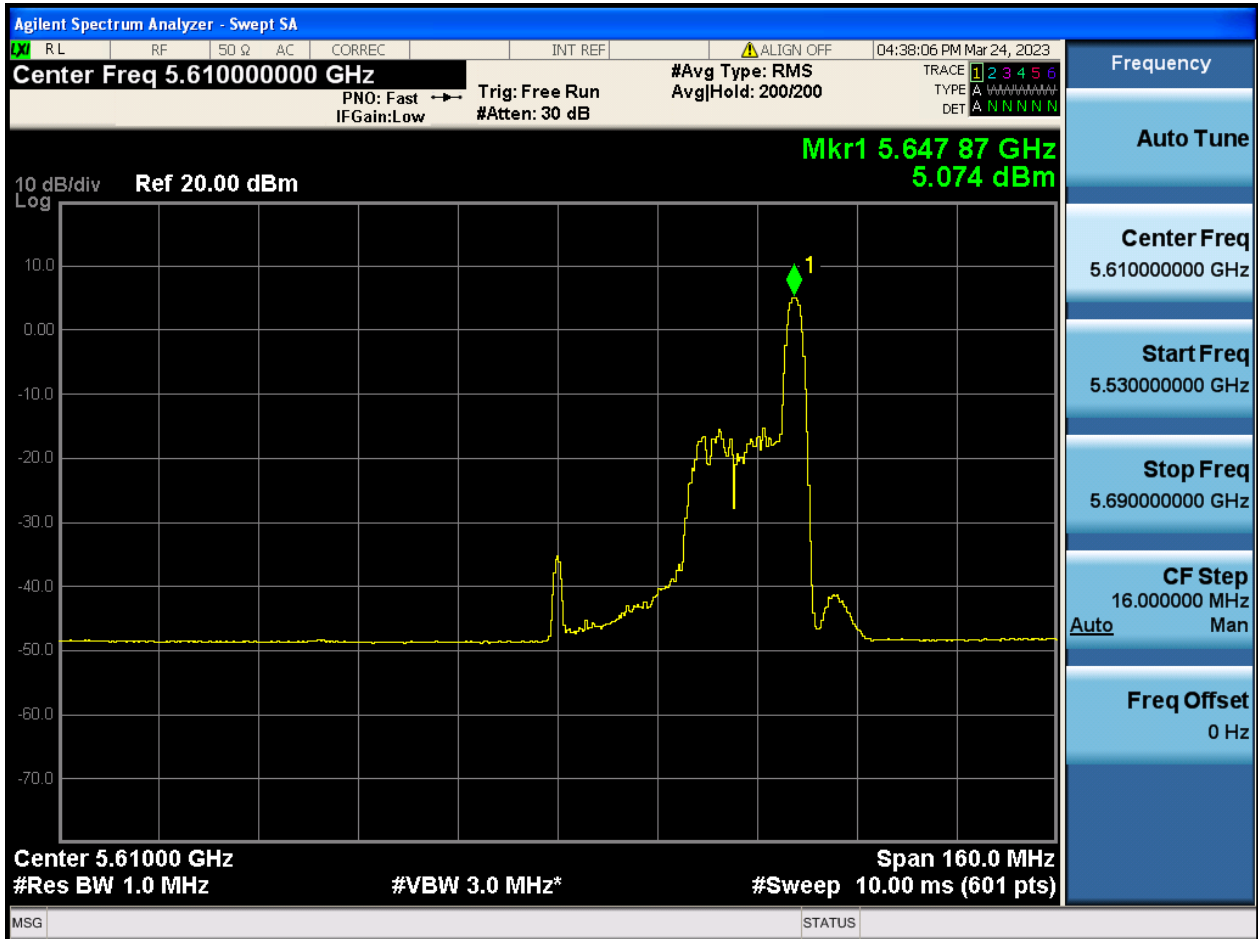 Agilent Spectrum Analyzer - Swept SA
LXI RL RF 50 Ω AC CORREC INT REF ALIGN OFF 04:38:06 PM Mar 24, 2023
Center Freq 5.610000000 GHz
PNO: Fast
IFGain:Low
Trig: Free Run
#Atten: 30 dB
#Avg Type: RMS
Avg|Hold: 200/200
TRACE 1 2 3 4 5 6
TYPE A WWWWW
DET A N N N N N
Mkr1 5.647 87 GHz
5.074 dBm
10 dB/div Ref 20.00 dBm
Log
10.0
0.00
-10.0
-20.0
-30.0
-40.0
-50.0
-60.0
-70.0
1
Center 5.61000 GHz Span 160.0 MHz
#Res BW 1.0 MHz #VBW 3.0 MHz* #Sweep 10.00 ms (601 pts)
MSG STATUS
Frequency
Auto Tune
Center Freq
5.610000000 GHz
Start Freq
5.530000000 GHz
Stop Freq
5.690000000 GHz
CF Step
16.000000 MHz
Auto Man
Freq Offset
0 Hz